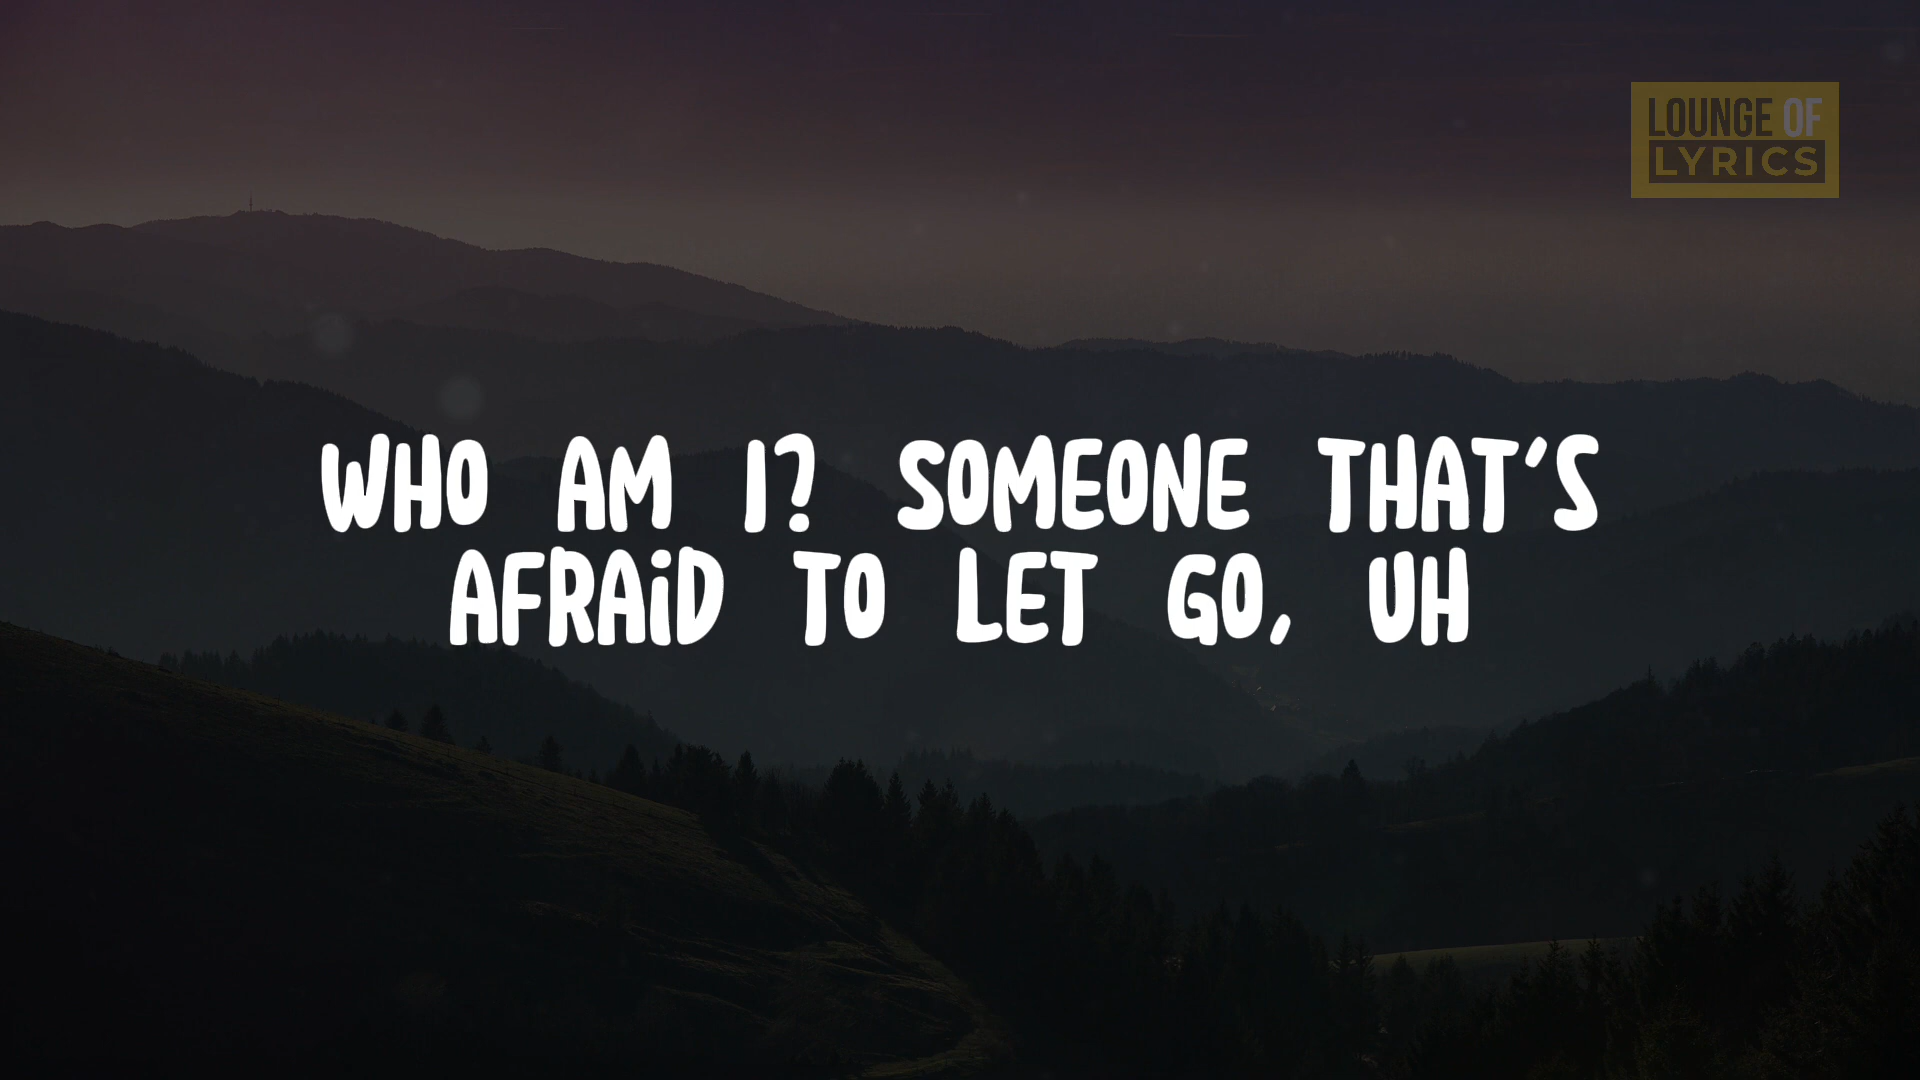 LOUNGE OF
LYRICS
WHO AM I? SOMEONE THAT'S
AFRAID TO LET GO, UH